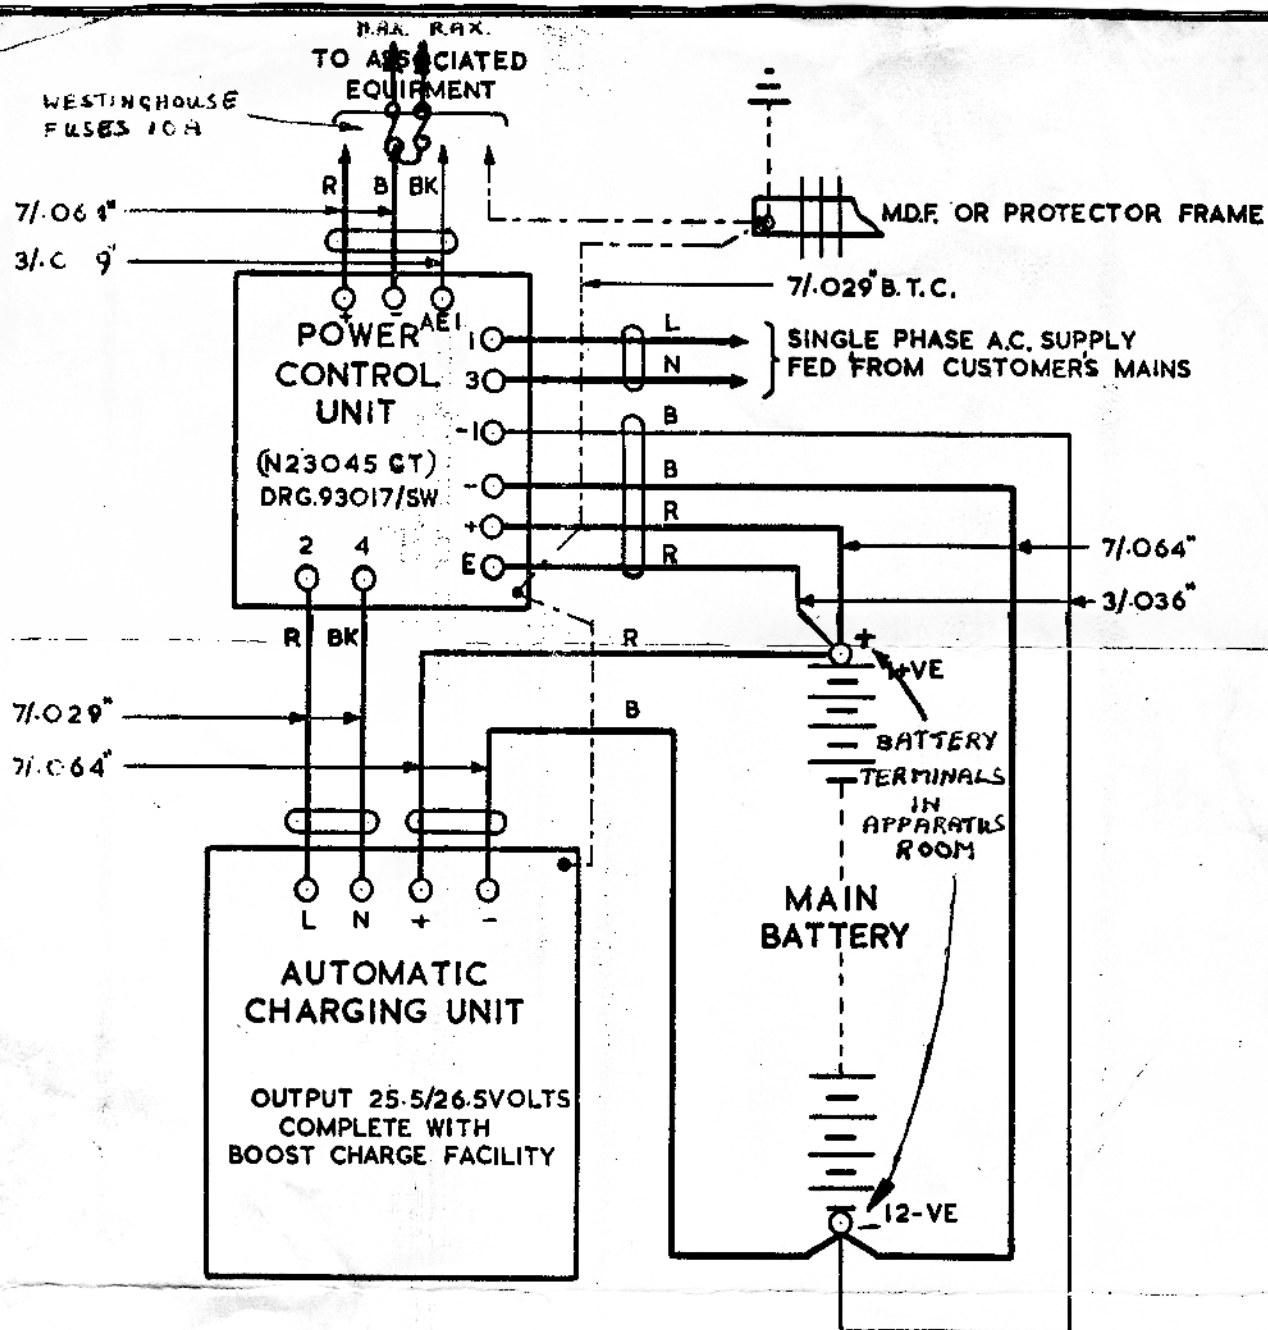 R.A.X.
TO ASSOCIATED
EQUIPMENT
WESTINGHOUSE
FUSES 10A
R B BK
7/.064"
3/. 9"
M.D.F. OR PROTECTOR FRAME
7/.029" B.T.C.
+ - AE1
POWER
CONTROL
UNIT
(N23045 CT)
DRG.93017/SW
1
3
-1
-
+
E
L
N
SINGLE PHASE A.C. SUPPLY
FED FROM CUSTOMER'S MAINS
B
B
R
R
7/.064"
3/.036"
2 4
R BK
R
+
1+VE
7/.029"
B
7/.064"
BATTERY
TERMINALS
IN
APPARATUS
ROOM
L N + -
MAIN
BATTERY
AUTOMATIC
CHARGING UNIT
OUTPUT 25.5/26.5VOLTS
COMPLETE WITH
BOOST CHARGE FACILITY
- 12-VE